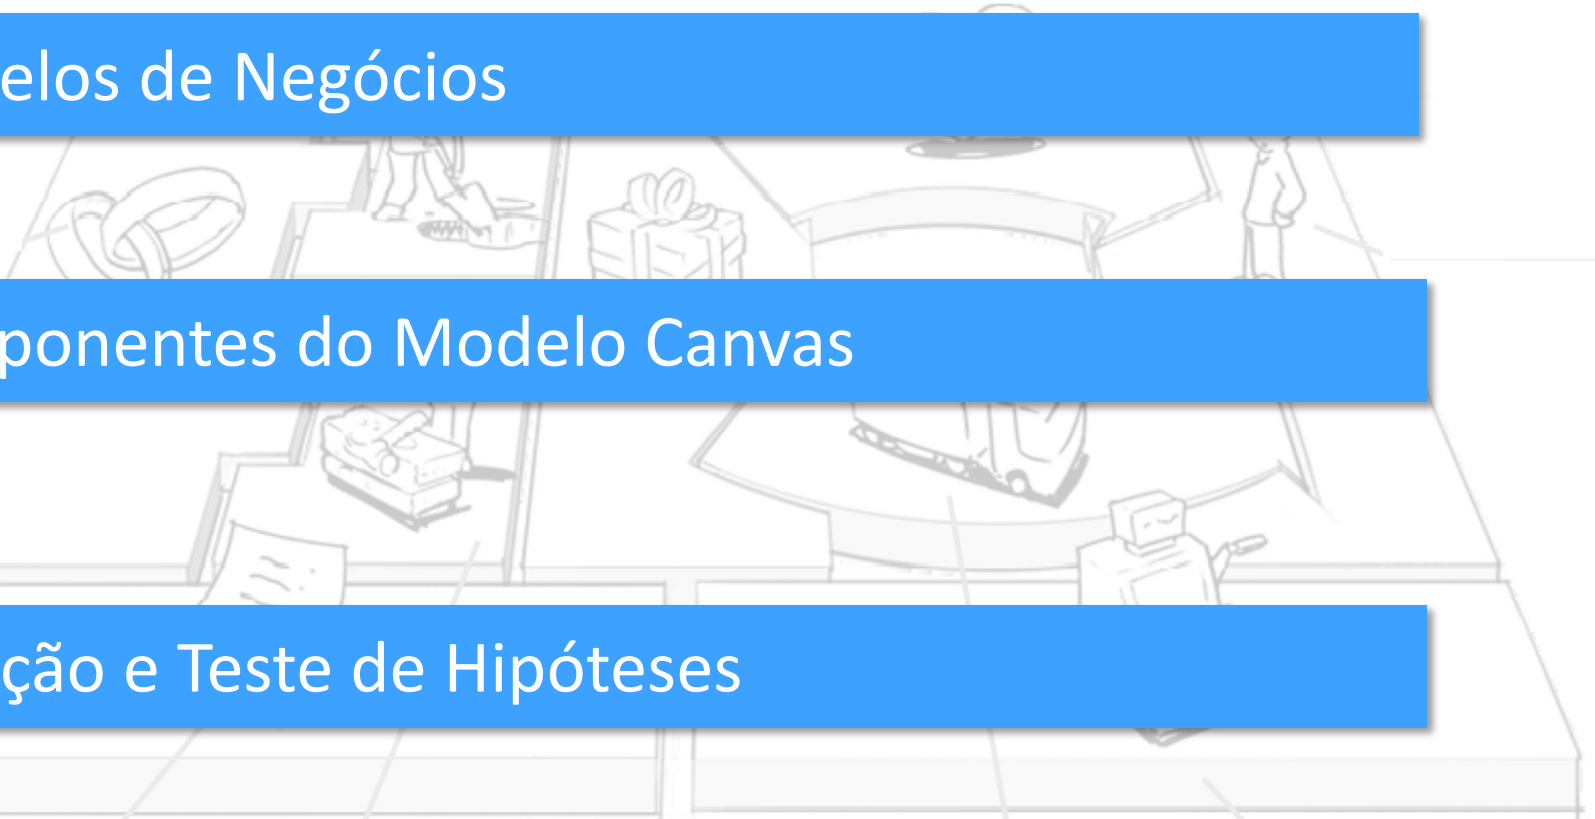 elos de Negócios
ponentes do Modelo Canvas
ção e Teste de Hipóteses